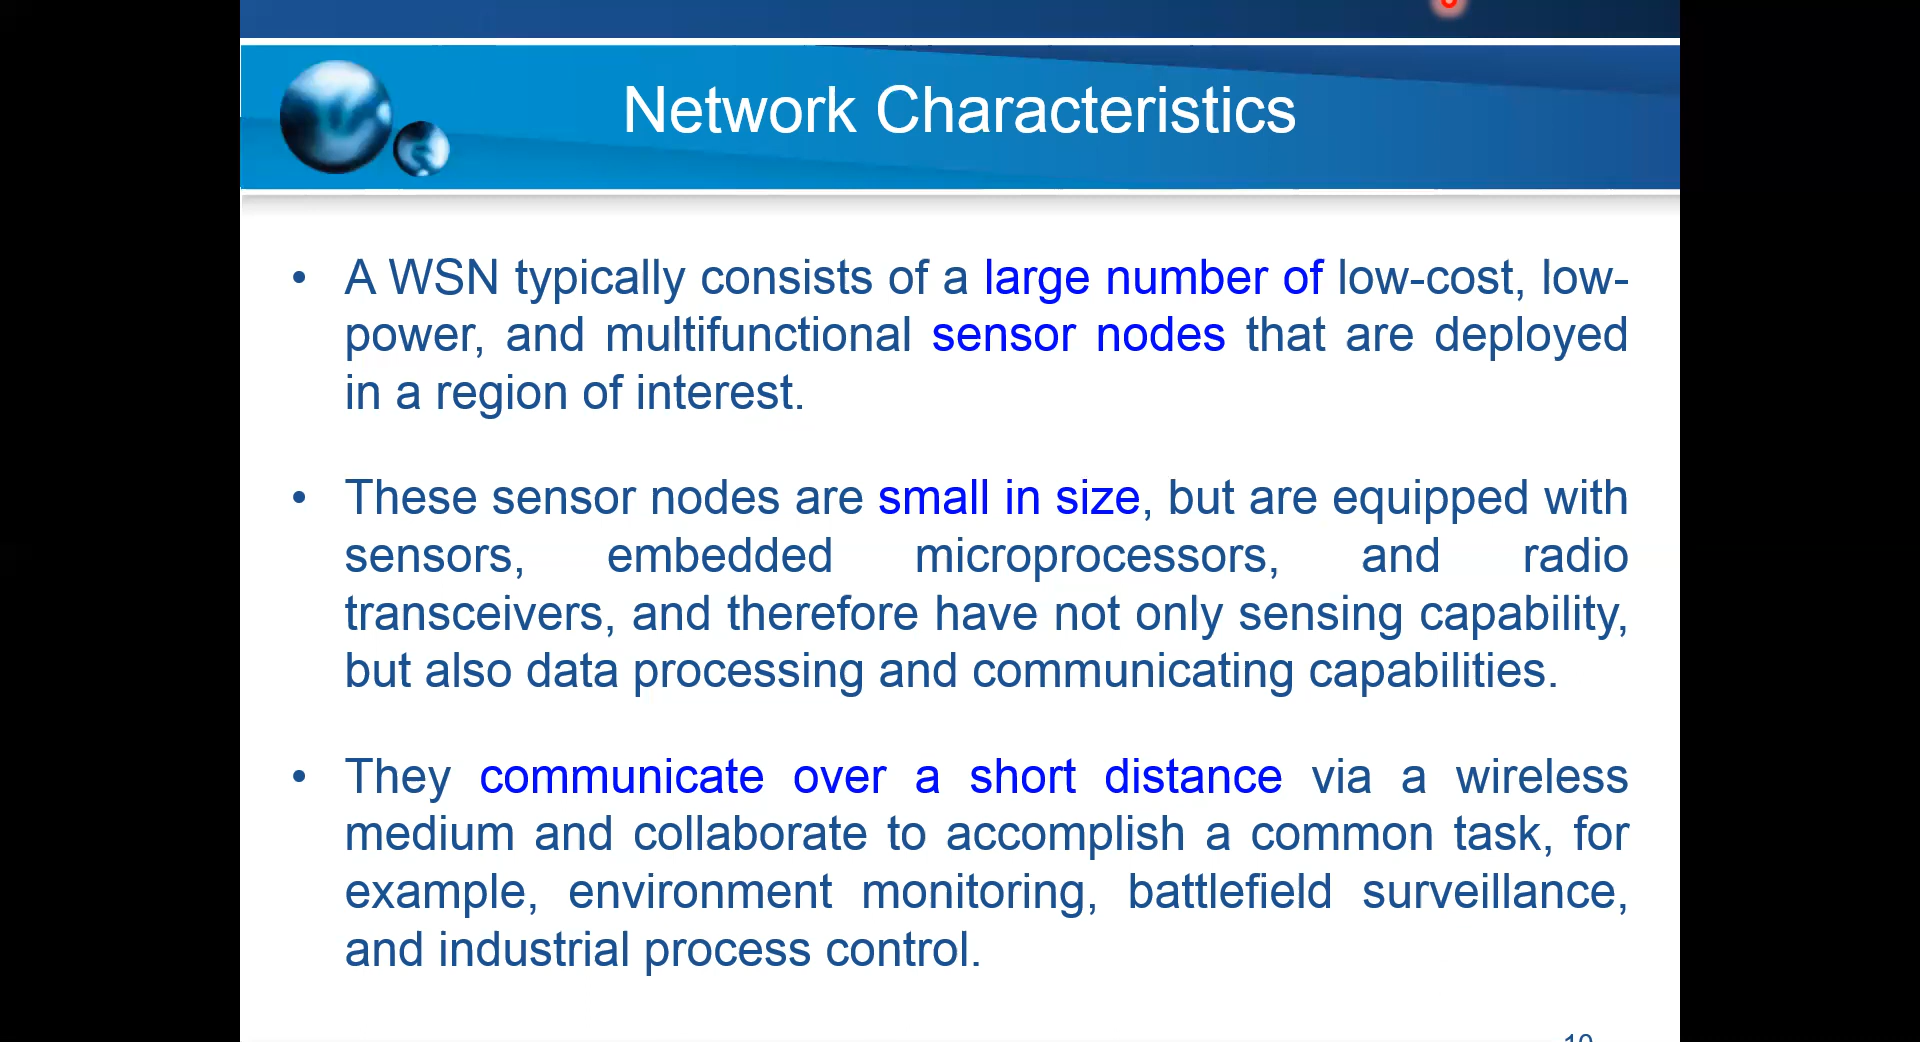 Network Characteristics
• A WSN typically consists of a large number of low-cost, low-
power, and multifunctional sensor nodes that are deployed
in a region of interest.
• These sensor nodes are small in size, but are equipped with
sensors, embedded microprocessors, and radio
transceivers, and therefore have not only sensing capability,
but also data processing and communicating capabilities.
• They communicate over a short distance via a wireless
medium and collaborate to accomplish a common task, for
example, environment monitoring, battlefield surveillance,
and industrial process control.